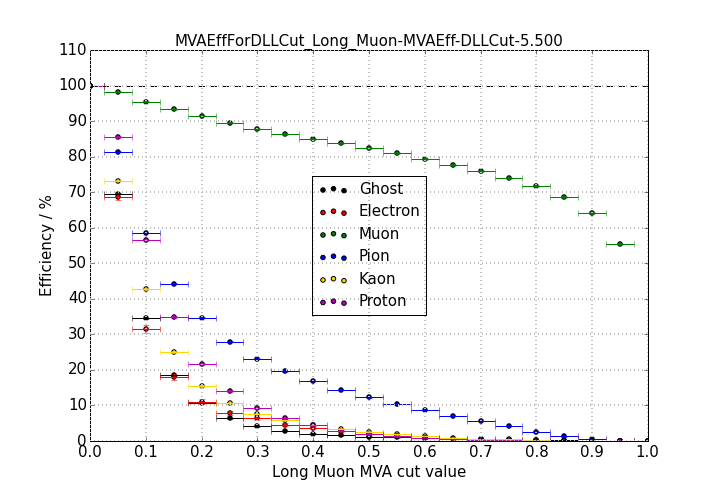 MVAEffForDLLCut_Long_Muon-MVAEff-DLLCut-5.500
110
100
90
80
70
60
50
40
30
20
10
0
Efficiency / %
Ghost
Electron
Muon
Pion
Kaon
Proton
0.0 0.1 0.2 0.3 0.4 0.5 0.6 0.7 0.8 0.9 1.0
Long Muon MVA cut value